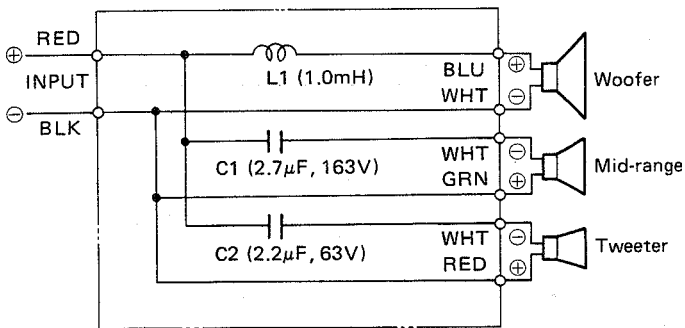 ⊕ RED
INPUT
⊖ BLK
L1 (1.0mH)
BLU ⊕
WHT ⊖
Woofer
C1 (2.7μF, 163V)
WHT ⊖
GRN ⊕
Mid-range
C2 (2.2μF, 63V)
WHT ⊖
RED ⊕
Tweeter